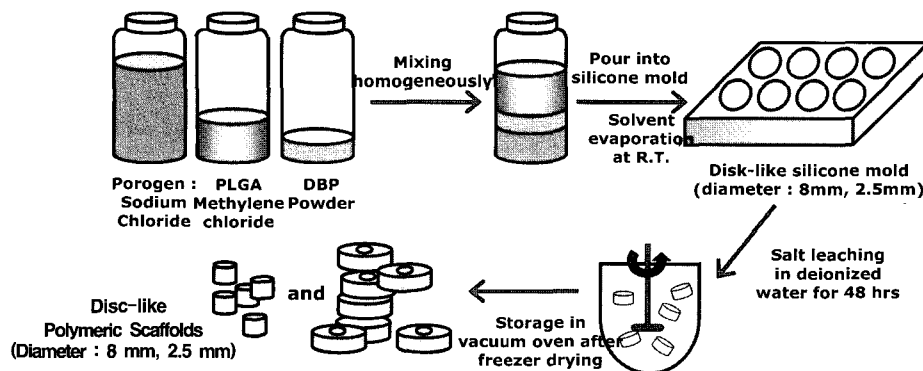 Porogen :
Sodium
Chloride
PLGA
Methylene
chloride
DBP
Powder
Mixing
homogeneously
Pour into
silicone mold
Solvent
evaporation
at R.T.
Disk-like silicone mold
(diameter : 8mm, 2.5mm)
Salt leaching
in deionized
water for 48 hrs
Storage in
vacuum oven after
freezer drying
and
Disc-like
Polymeric Scaffolds
(Diameter : 8 mm, 2.5 mm)